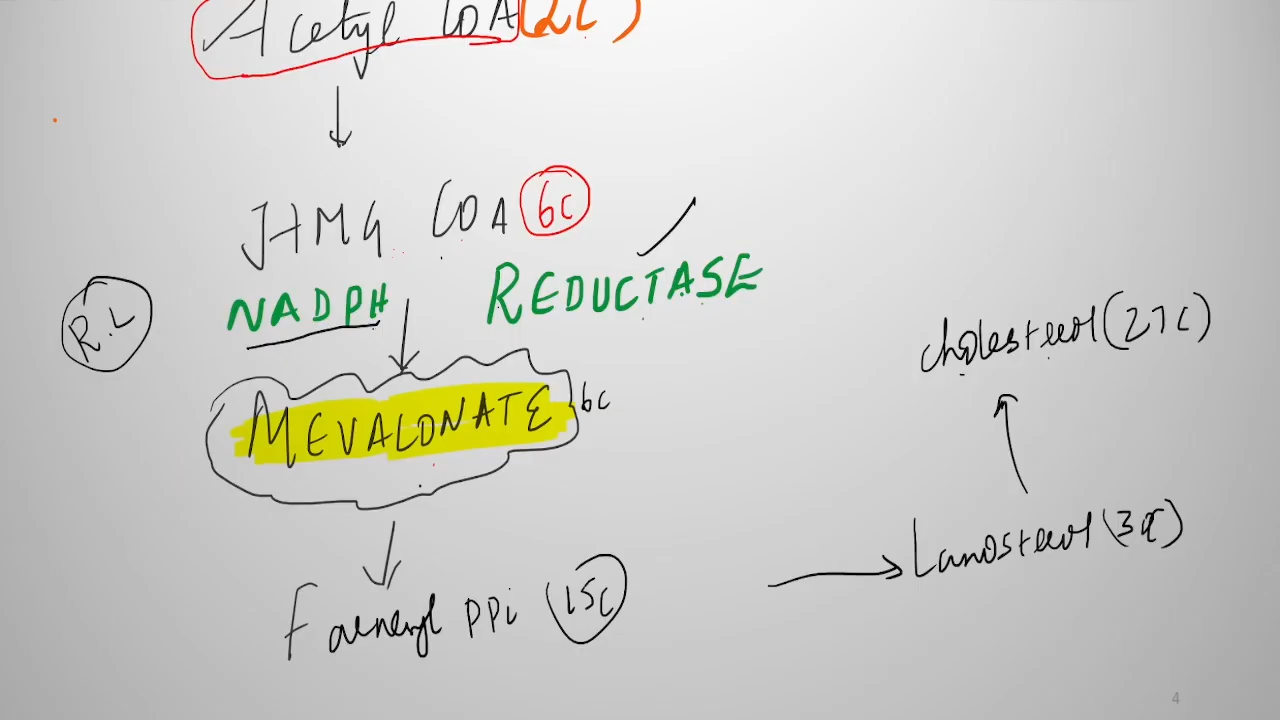 Acetyl COA (2C)
HMG COA 6C
NADPH REDUCTASE
R.L
MEVALONATE 6C
Farnesyl PPi (15C)
Lanosterol (30C)
cholesterol (27C)
4